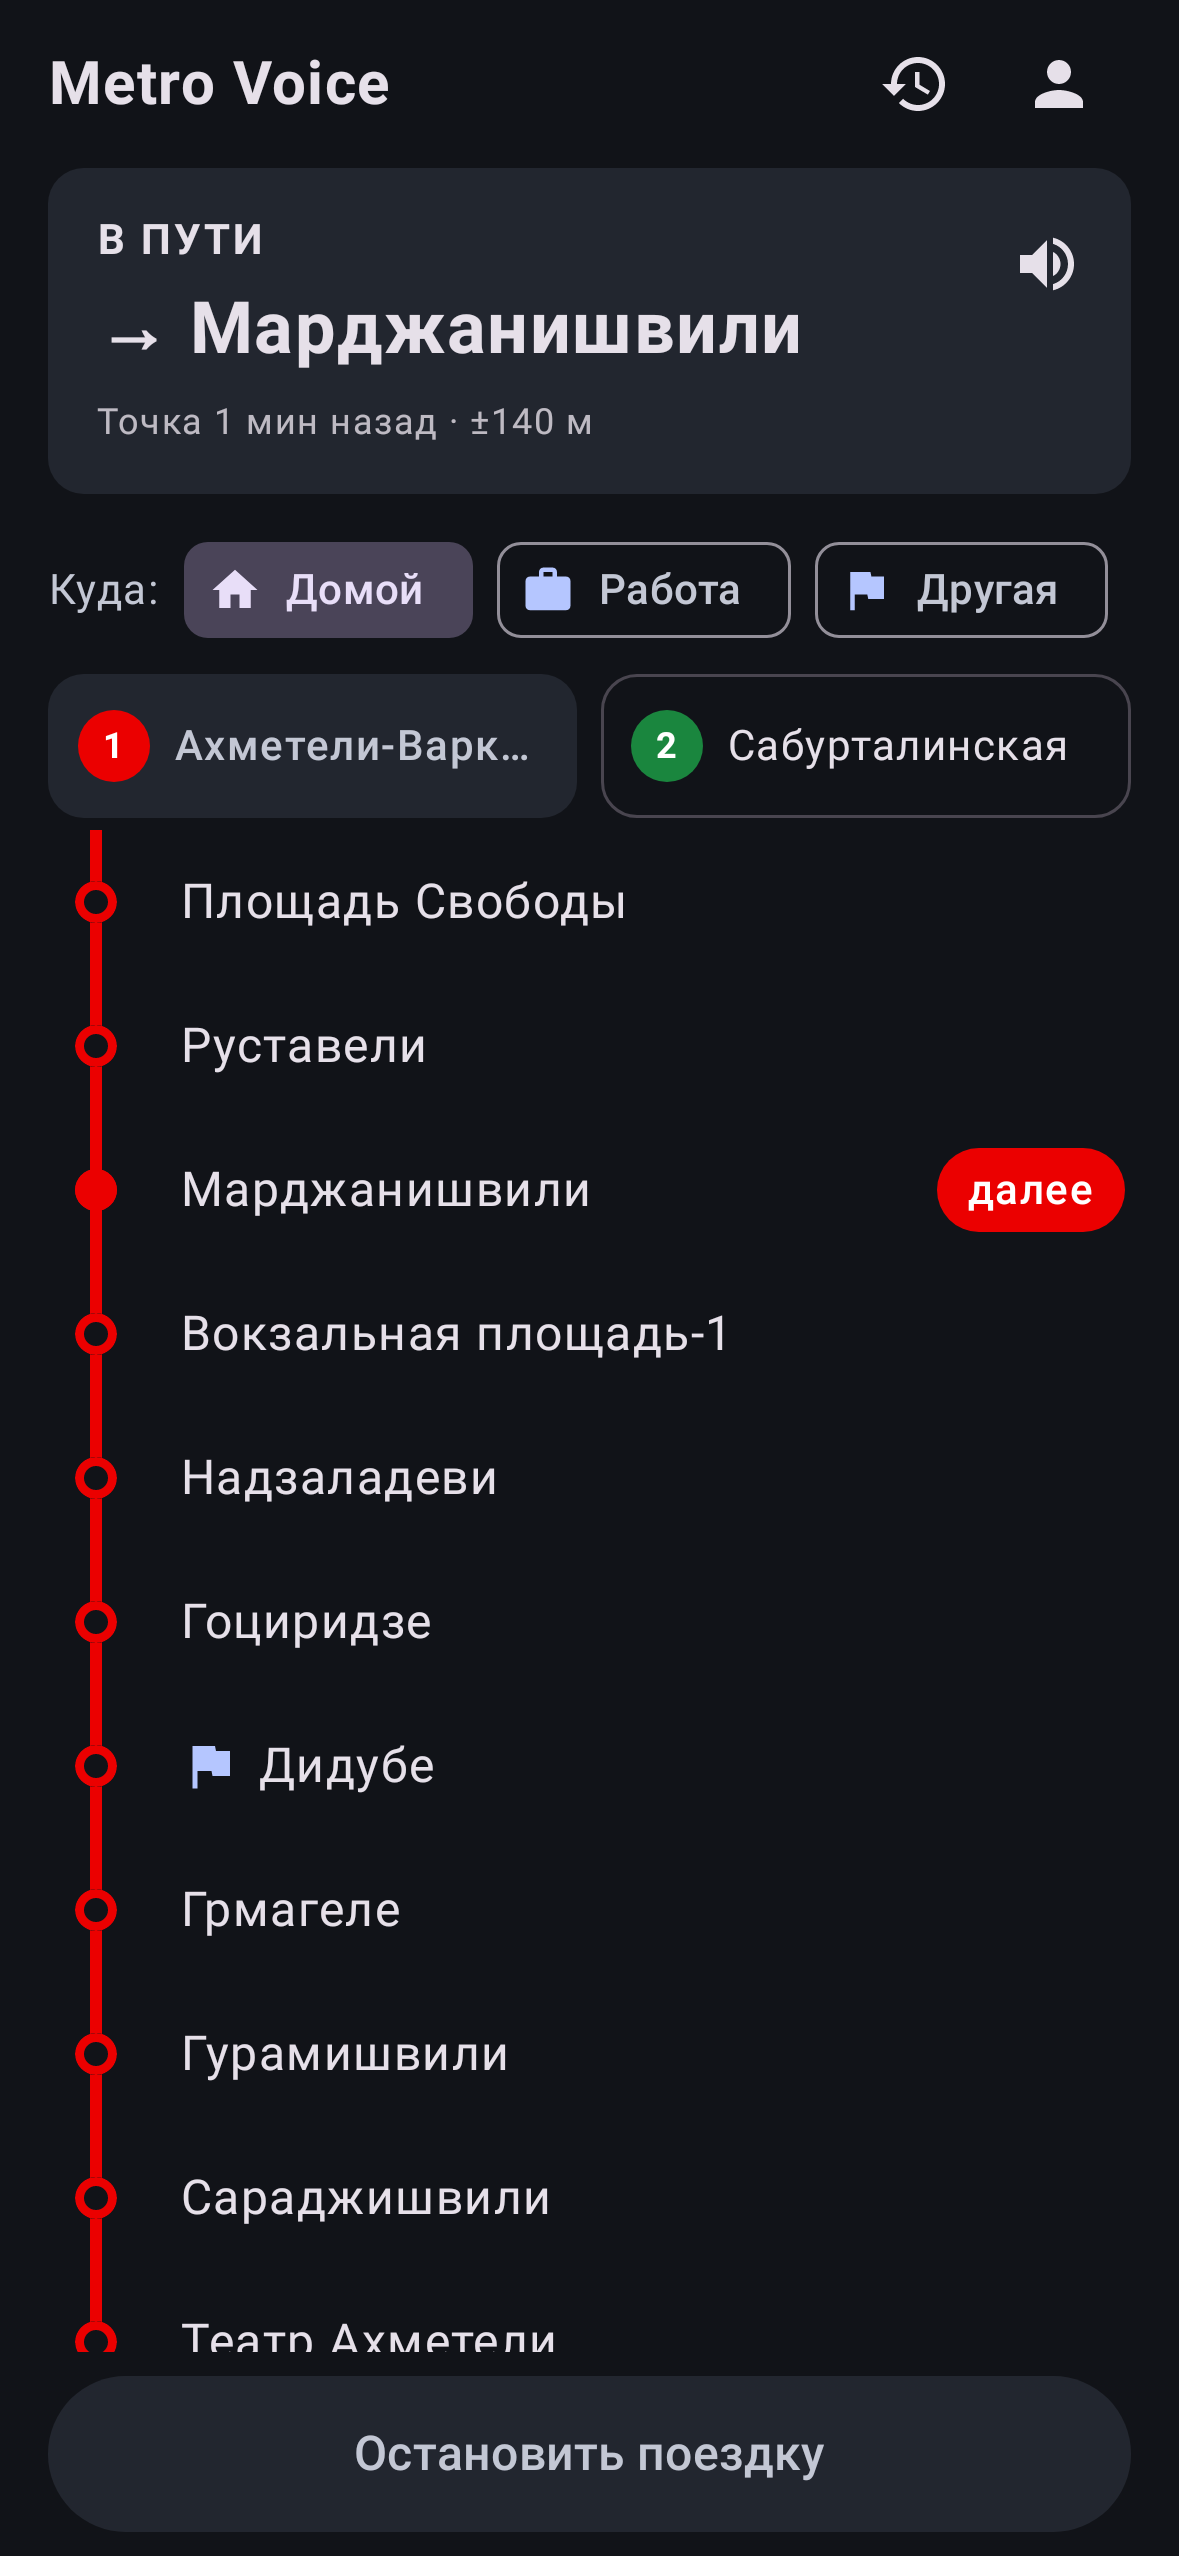 Metro Voice
В ПУТИ
→ Марджанишвили
Точка 1 мин назад · ±140 м
Куда: Домой Работа Другая
1 Ахметели-Варк… 2 Сабурталинская
Площадь Свободы
Руставели
Марджанишвили далее
Вокзальная площадь-1
Надзаладеви
Гоциридзе
Дидубе
Грмагеле
Гурамишвили
Сараджишвили
Театр Ахметели
Остановить поездку